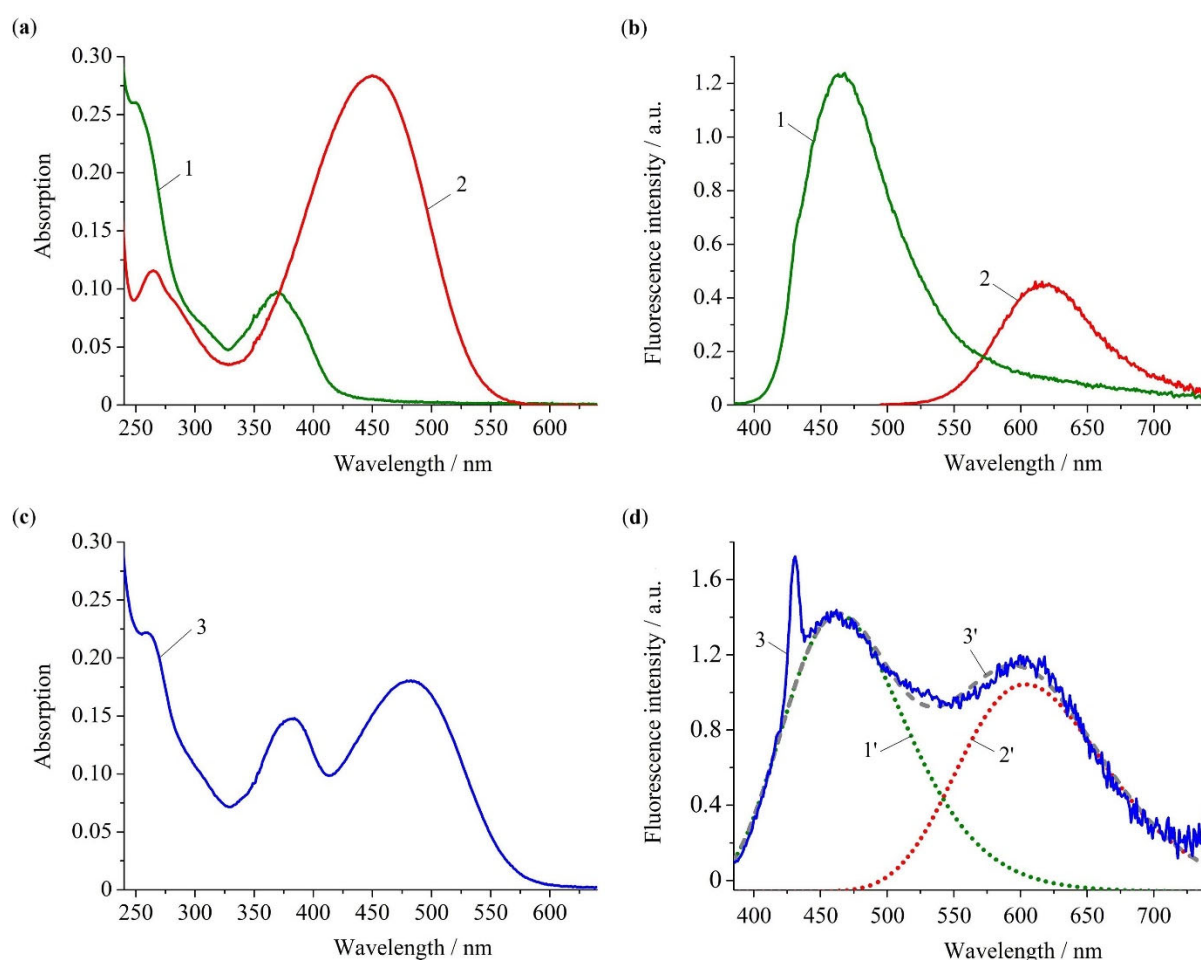 (a)
0.30
0.25
0.20
0.15
0.10
0.05
0
Absorption
1
2
250 300 350 400 450 500 550 600
Wavelength / nm
(b)
1.2
1.0
0.8
0.6
0.4
0.2
0
Fluorescence intensity / a.u.
1
2
400 450 500 550 600 650 700
Wavelength / nm
(c)
0.30
0.25
0.20
0.15
0.10
0.05
0
Absorption
3
250 300 350 400 450 500 550 600
Wavelength / nm
(d)
1.6
1.2
0.8
0.4
0
Fluorescence intensity / a.u.
3
3'
1'
2'
400 450 500 550 600 650 700
Wavelength / nm